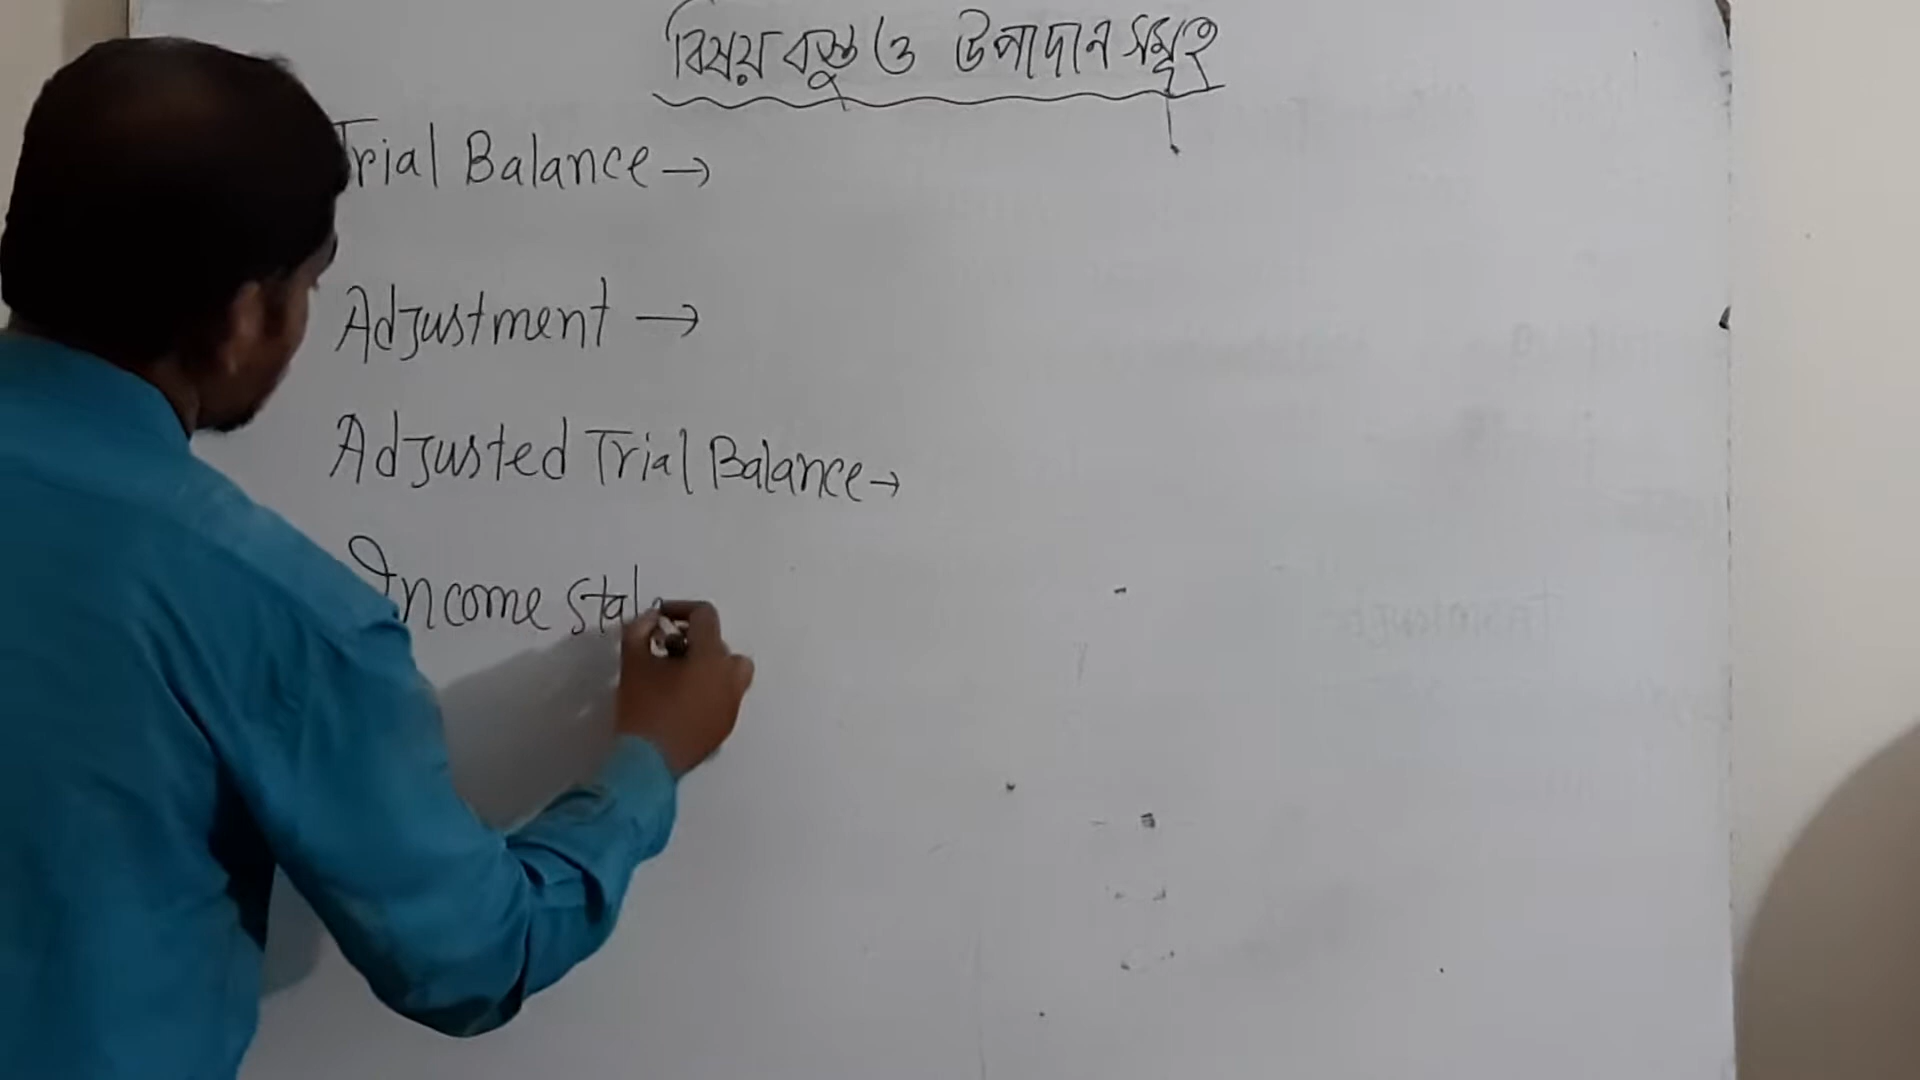 বিষয় বস্তু ও উপাদান সমূহ
Trial Balance →
Adjustment →
Adjusted Trial Balance →
Income